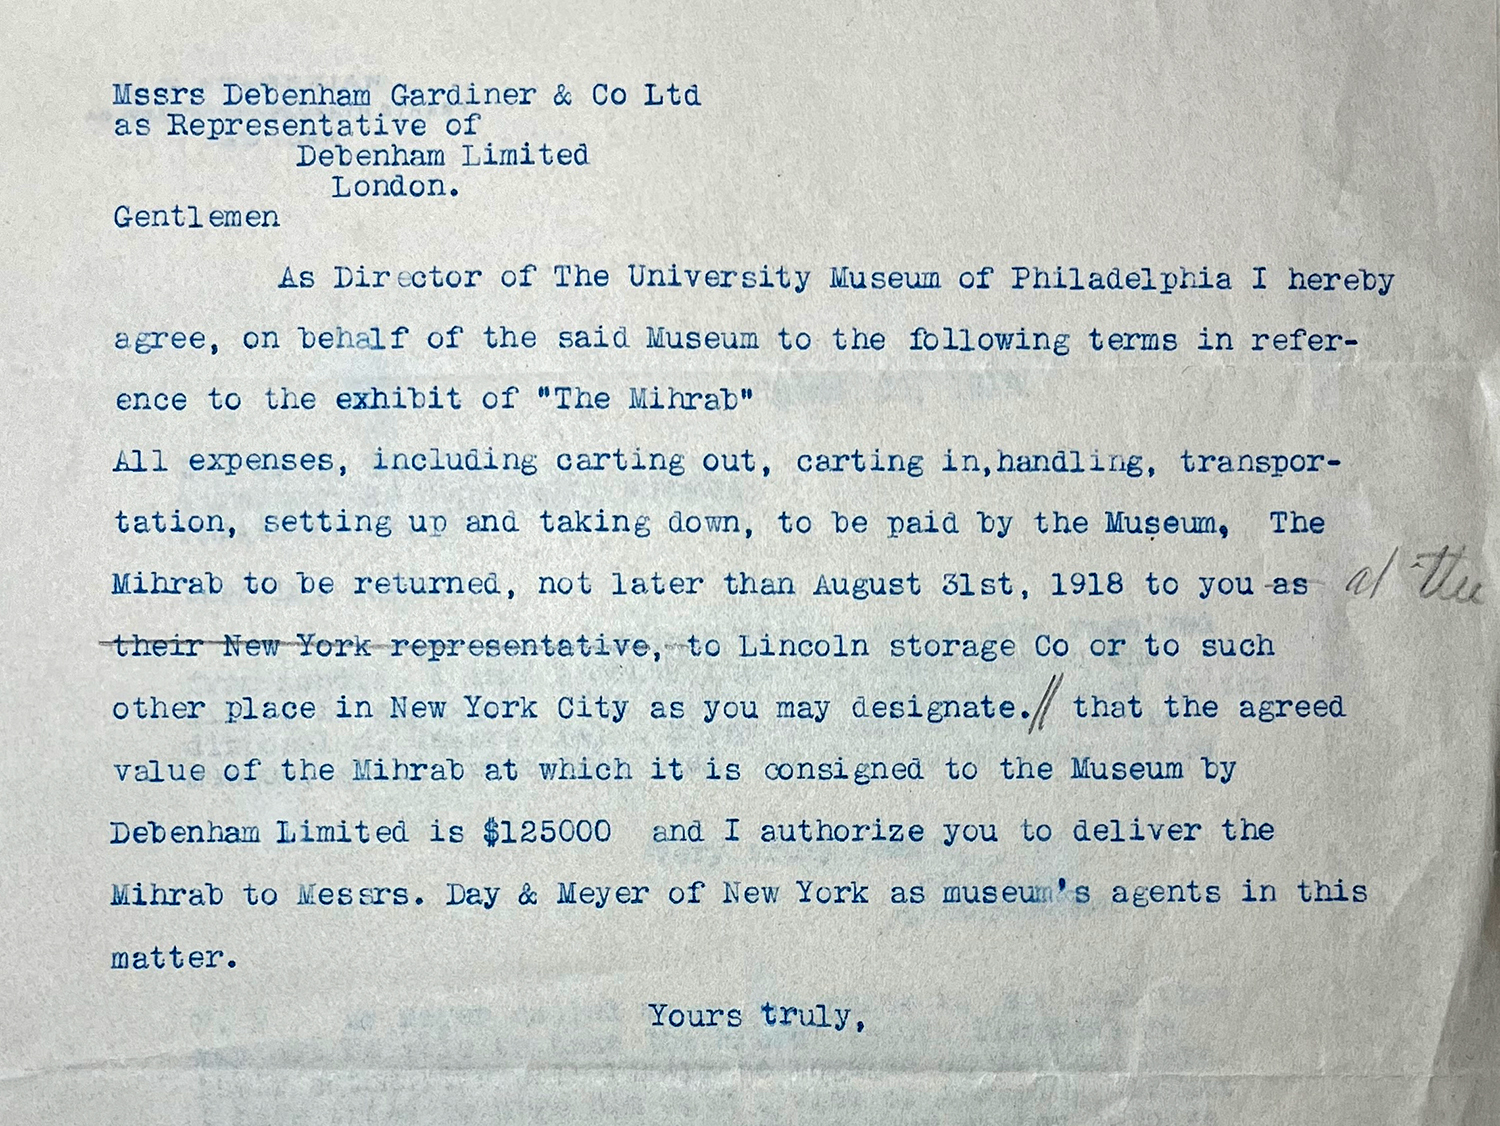 Mssrs Debenham Gardiner & Co Ltd
as Representative of
Debenham Limited
London.
Gentlemen
As Director of The University Museum of Philadelphia I hereby
agree, on behalf of the said Museum to the following terms in refer-
ence to the exhibit of "The Mihrab"
All expenses, including carting out, carting in,handling, transpor-
tation, setting up and taking down, to be paid by the Museum, The
Mihrab to be returned, not later than August 31st, 1918 to you as at the
their New York representative, to Lincoln storage Co or to such
other place in New York City as you may designate.// that the agreed
value of the Mihrab at which it is consigned to the Museum by
Debenham Limited is $125000 and I authorize you to deliver the
Mihrab to Messrs. Day & Meyer of New York as museum's agents in this
matter.
Yours truly,